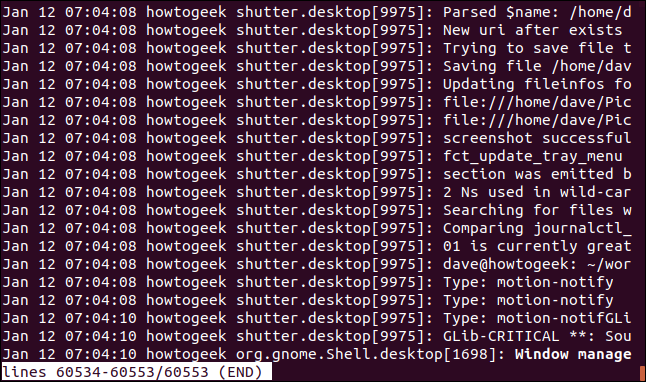 Jan 12 07:04:08 howtogeek shutter.desktop[9975]: Parsed $name: /home/d
Jan 12 07:04:08 howtogeek shutter.desktop[9975]: New uri after exists
Jan 12 07:04:08 howtogeek shutter.desktop[9975]: Trying to save file t
Jan 12 07:04:08 howtogeek shutter.desktop[9975]: Saving file /home/dav
Jan 12 07:04:08 howtogeek shutter.desktop[9975]: Updating fileinfos fo
Jan 12 07:04:08 howtogeek shutter.desktop[9975]: file:///home/dave/Pic
Jan 12 07:04:08 howtogeek shutter.desktop[9975]: file:///home/dave/Pic
Jan 12 07:04:08 howtogeek shutter.desktop[9975]: screenshot successful
Jan 12 07:04:08 howtogeek shutter.desktop[9975]: fct_update_tray_menu
Jan 12 07:04:08 howtogeek shutter.desktop[9975]: section was emitted b
Jan 12 07:04:08 howtogeek shutter.desktop[9975]: 2 Ns used in wild-car
Jan 12 07:04:08 howtogeek shutter.desktop[9975]: Searching for files w
Jan 12 07:04:08 howtogeek shutter.desktop[9975]: Comparing journalctl_
Jan 12 07:04:08 howtogeek shutter.desktop[9975]: 01 is currently great
Jan 12 07:04:08 howtogeek shutter.desktop[9975]: dave@howtogeek: ~/wor
Jan 12 07:04:08 howtogeek shutter.desktop[9975]: Type: motion-notify
Jan 12 07:04:08 howtogeek shutter.desktop[9975]: Type: motion-notify
Jan 12 07:04:10 howtogeek shutter.desktop[9975]: Type: motion-notifGLi
Jan 12 07:04:10 howtogeek shutter.desktop[9975]: GLib-CRITICAL **: Sou
Jan 12 07:04:10 howtogeek org.gnome.Shell.desktop[1698]: Window manage
lines 60534-60553/60553 (END)